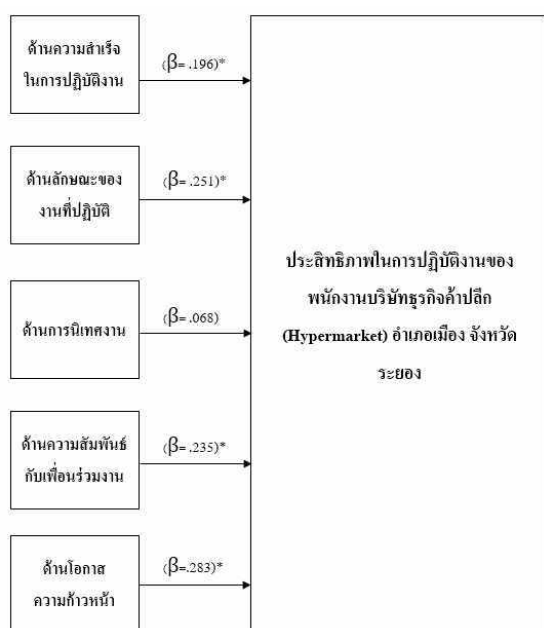 ด้านความสำเร็จ
ในการปฏิบัติงาน
(β= .196)*
ด้านลักษณะของ
งานที่ปฏิบัติ
(β= .251)*
ด้านการนิเทศงาน
(β= .068)
ด้านความสัมพันธ์
กับเพื่อนร่วมงาน
(β= .235)*
ด้านโอกาส
ความก้าวหน้า
(β=.283)*
ประสิทธิภาพในการปฏิบัติงานของ
พนักงานบริษัทธุรกิจค้าปลีก
(Hypermarket) อำเภอเมือง จังหวัด
ระยอง